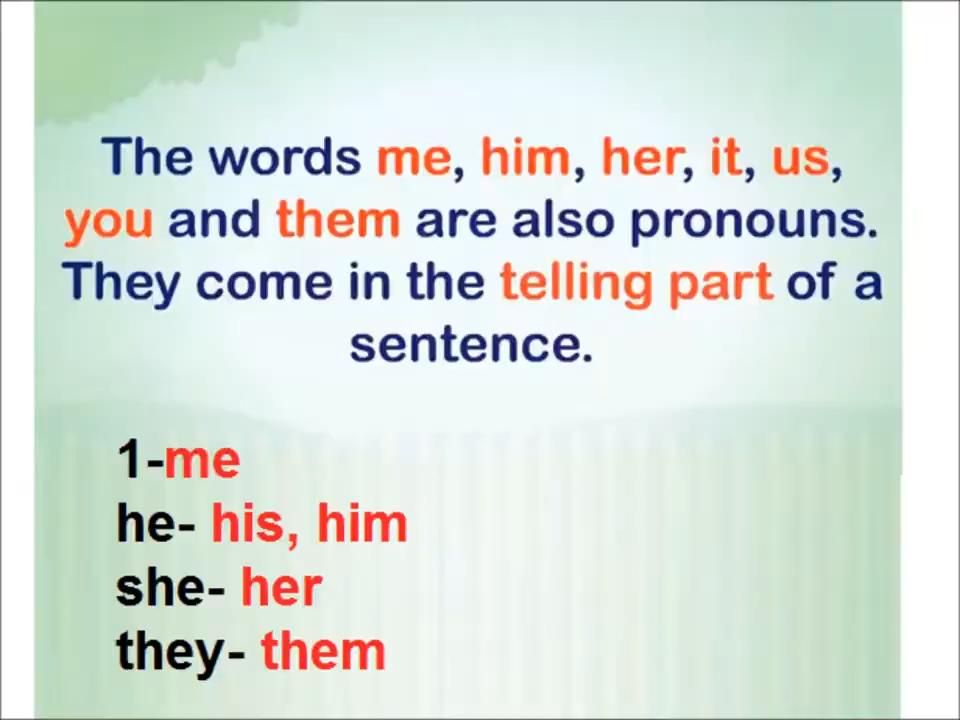 The words me, him, her, it, us,
you and them are also pronouns.
They come in the telling part of a
sentence.
1-me
he- his, him
she- her
they- them